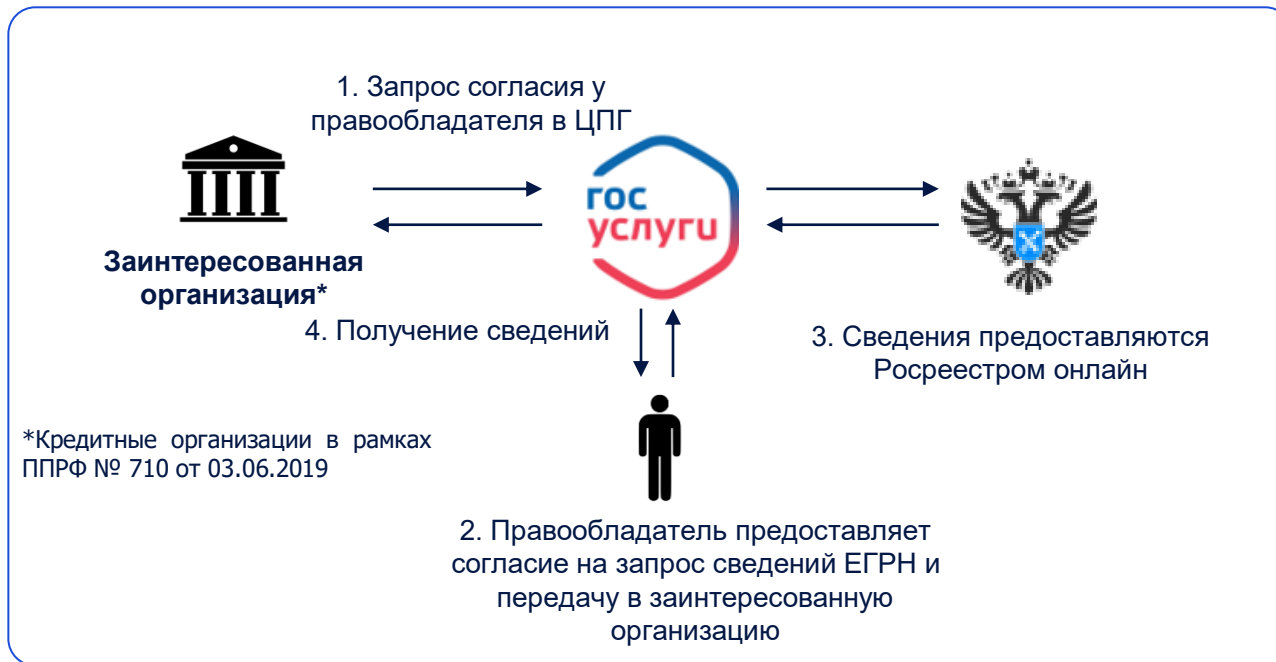 1. Запрос согласия у
правообладателя в ЦПГ
гос
услуги
Заинтересованная
организация*
4. Получение сведений
3. Сведения предоставляются
Росреестром онлайн
*Кредитные организации в рамках
ППРФ № 710 от 03.06.2019
2. Правообладатель предоставляет
согласие на запрос сведений ЕГРН и
передачу в заинтересованную
организацию